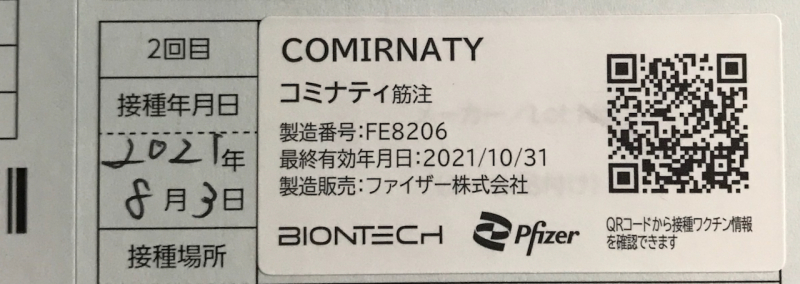 2回目
接種年月日
2021年
8月3日
接種場所
COMIRNATY
コミナティ筋注
製造番号:FE8206
最終有効年月日:2021/10/31
製造販売:ファイザー株式会社
BIONTECH
Pfizer
QRコードから接種ワクチン情報
を確認できます